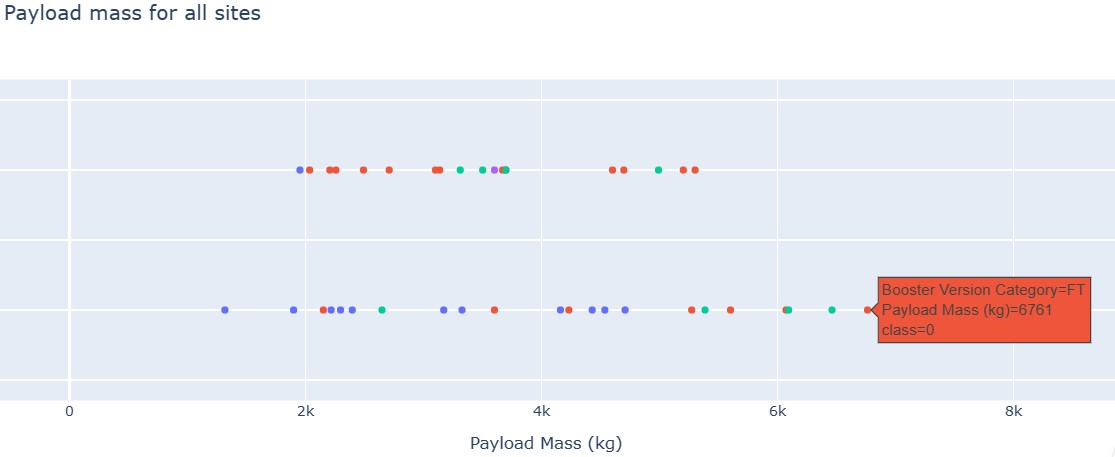 Payload mass for all sites
Booster Version Category=FT
Payload Mass (kg)=6761
class=0
0 2k 4k 6k 8k
Payload Mass (kg)